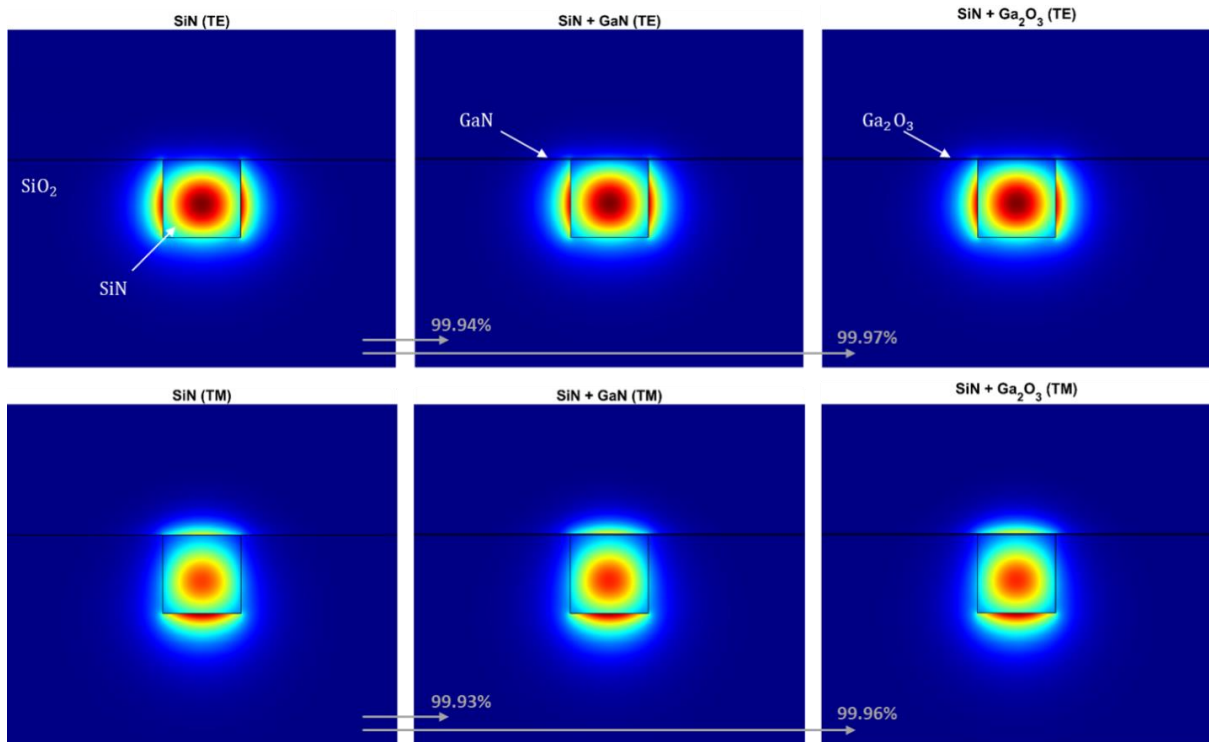 SiN (TE)
SiN + GaN (TE)
SiN + Ga₂O₃ (TE)
GaN
Ga₂O₃
SiO₂
SiN
99.94%
99.97%
SiN (TM)
SiN + GaN (TM)
SiN + Ga₂O₃ (TM)
99.93%
99.96%